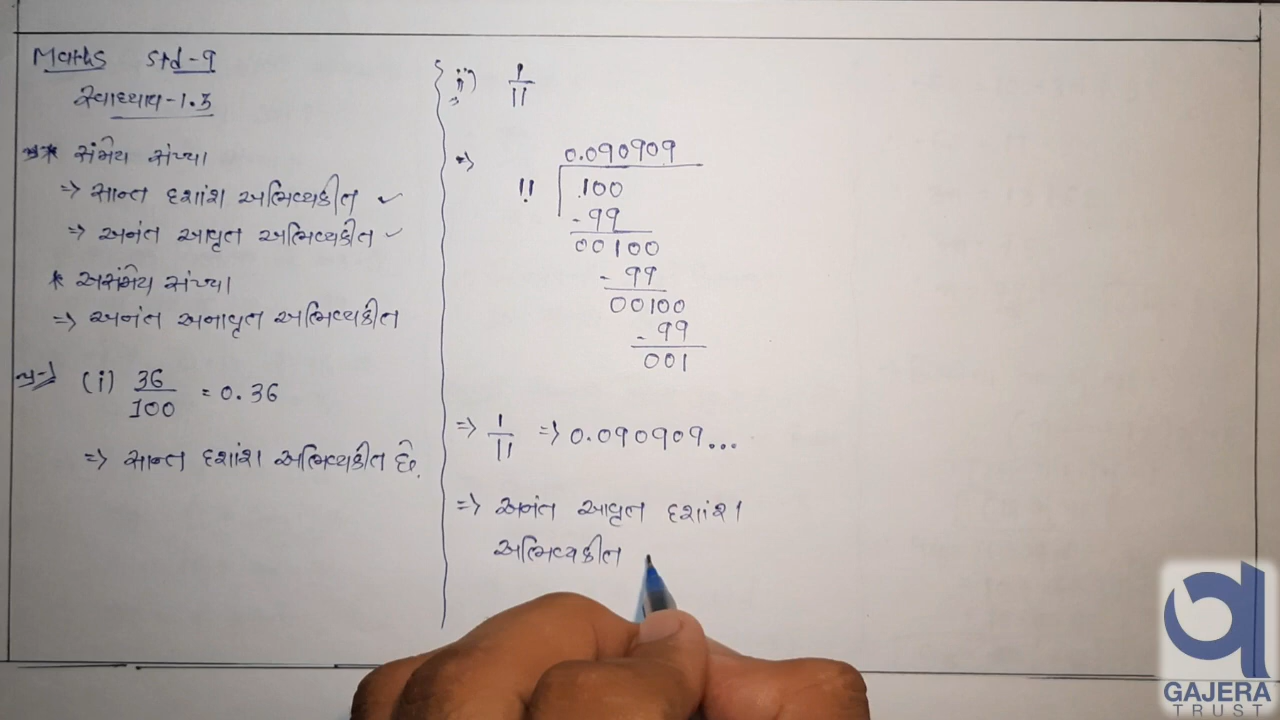 Maths Std-9
સ્વાધ્યાય-1.3
* સંમેય સંખ્યા
=> સાન્ત દશાંશ અભિવ્યકીત ✓
=> અનંત આવૃત અભિવ્યકીત ✓
* અસંમેય સંખ્યા
=> અનંત અનાવૃત અભિવ્યકીત
(i) 36/100 = 0.36
=> સાન્ત દશાંશ અભિવ્યકીત છે.
ii) 1/11
=> 0.090909
11 .100
- 99
00100
- 99
00100
- 99
001
=> 1/11 => 0.090909...
=> અનંત આવૃત દશાંશ
અભિવ્યકીત
GAJERA
TRUST